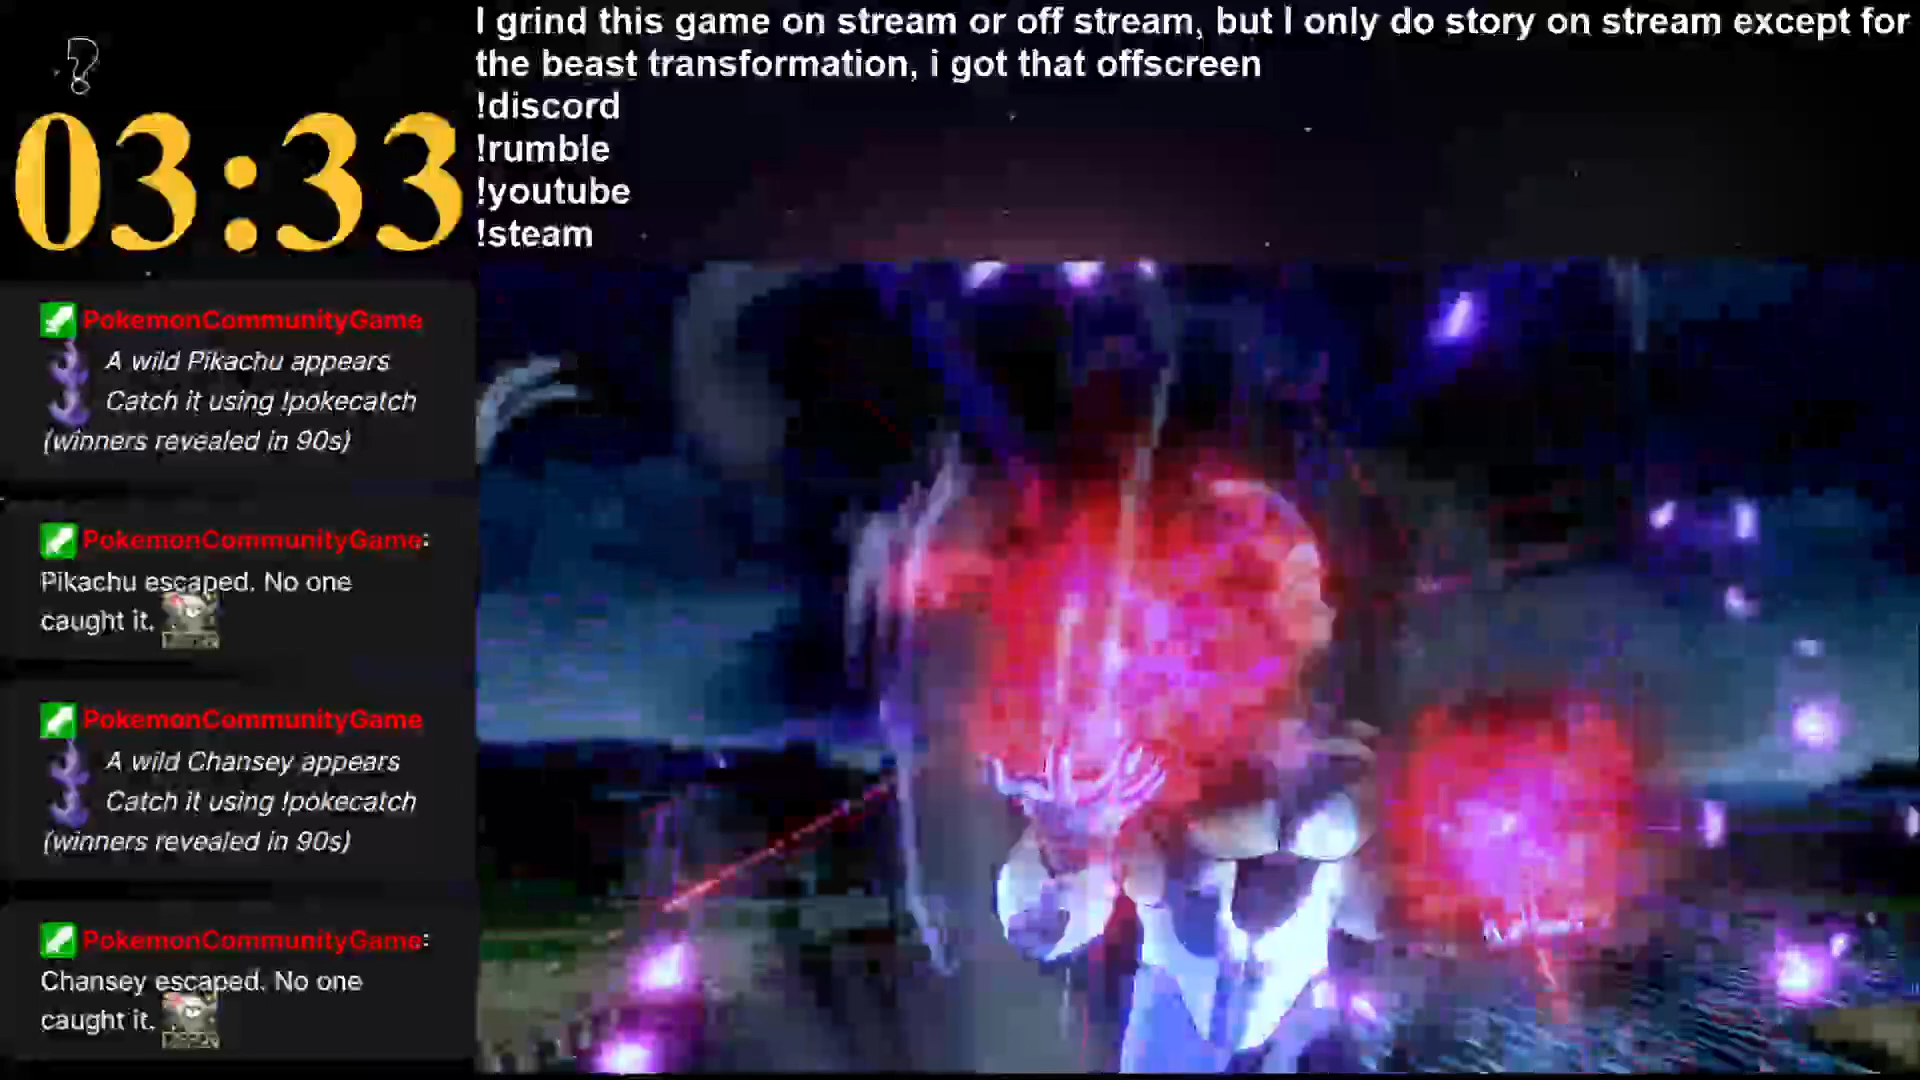 I grind this game on stream or off stream, but I only do story on stream except for
the beast transformation, i got that offscreen
!discord
!rumble
!youtube
!steam
03:33
PokemonCommunityGame
A wild Pikachu appears
Catch it using !pokecatch
(winners revealed in 90s)
PokemonCommunityGame:
Pikachu escaped. No one
caught it.
PokemonCommunityGame
A wild Chansey appears
Catch it using !pokecatch
(winners revealed in 90s)
PokemonCommunityGame:
Chansey escaped. No one
caught it.